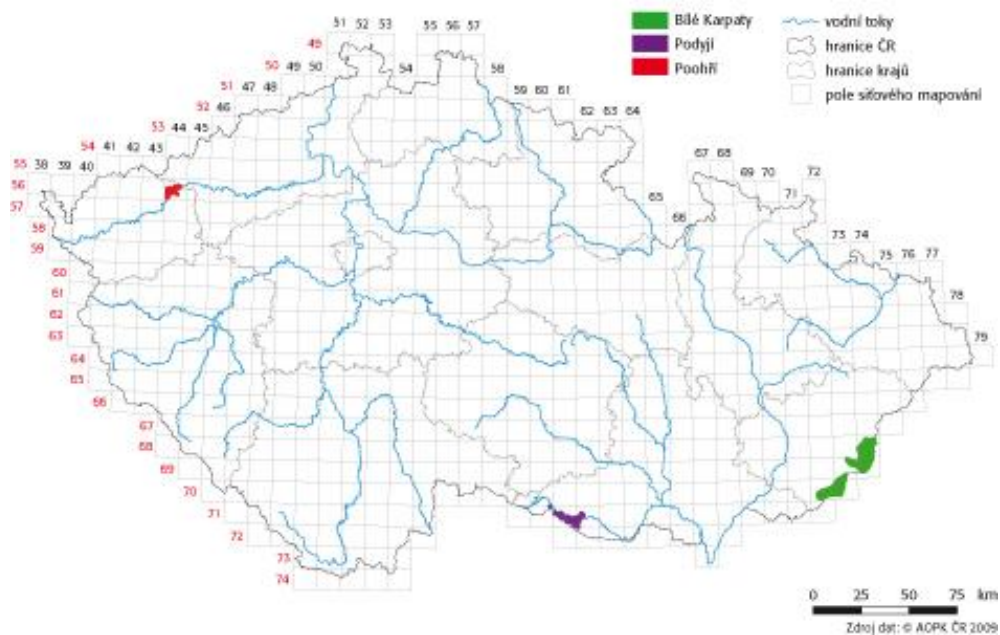 51 52 53
55 56 57
49
50 49 50
54
58
51 47 48
52 46
53 44 45
54 41 42 43
55 38 39 40
56
57
58
59
60
61
62
63
64
65
66
67
68
69
70
71
72
73
74
59 60 61
62 63 64
65
66
67 68
69 70
71
72
73 74
75 76 77
78
79
Bílé Karpaty
Podyjí
Poohří
vodní toky
hranice ČR
hranice krajů
pole síťového mapování
0 25 50 75 km
Zdroj dat: © AOPK ČR 2009